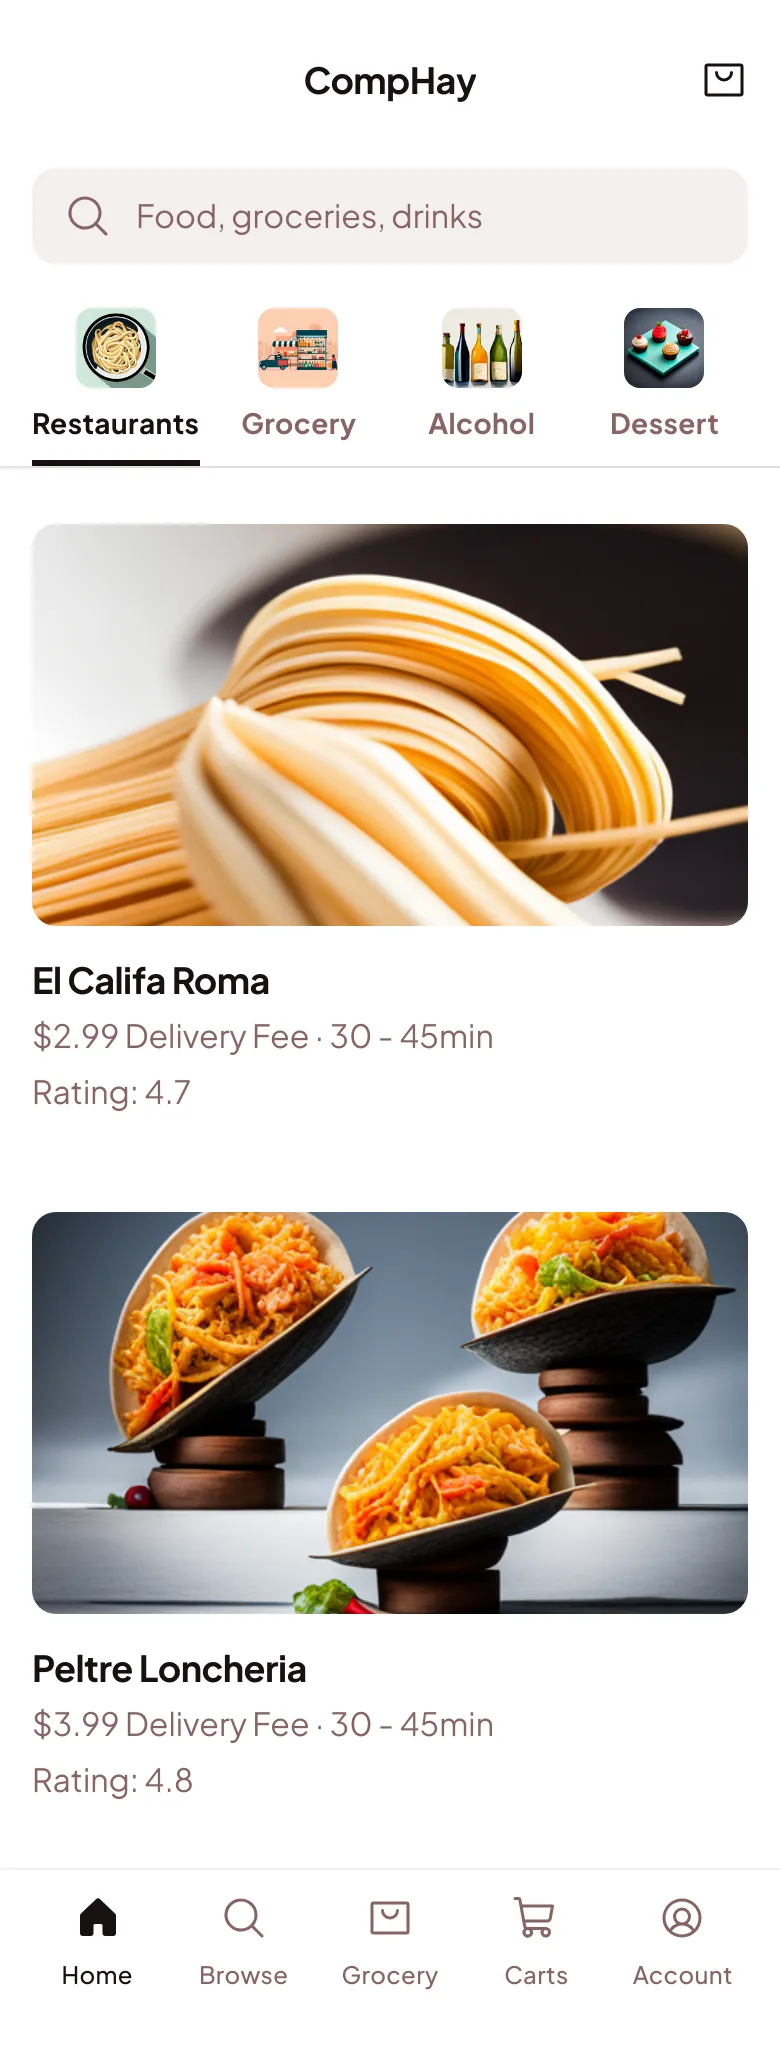 CompHay
Food, groceries, drinks
Restaurants
Grocery
Alcohol
Dessert
El Califa Roma
$2.99 Delivery Fee · 30 - 45min
Rating: 4.7
Peltre Loncheria
$3.99 Delivery Fee · 30 - 45min
Rating: 4.8
Home
Browse
Grocery
Carts
Account